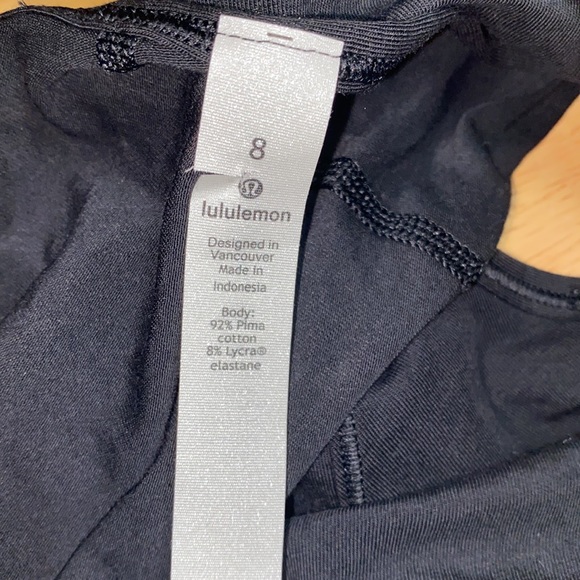 8
lululemon
Designed in
Vancouver
Made In
Indonesia
Body:
92% Pima
cotton
8% Lycra®
elastane